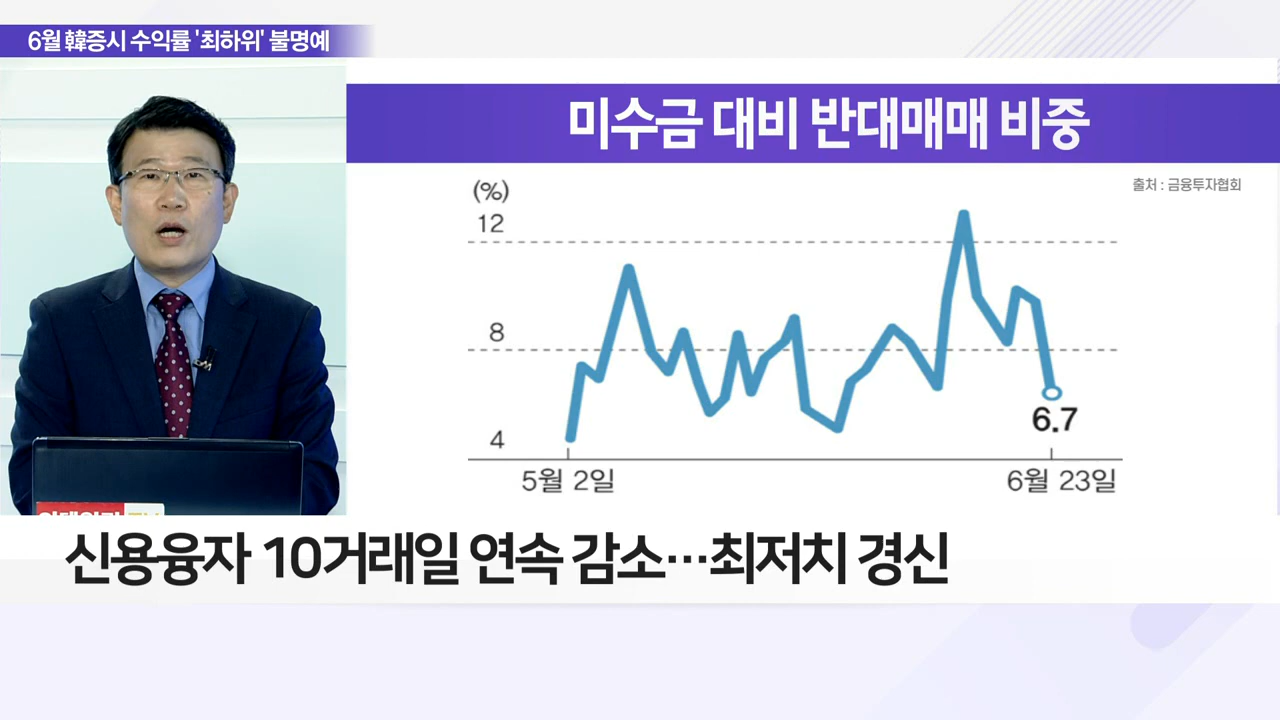 6월 韓증시 수익률 '최하위' 불명예
미수금 대비 반대매매 비중
출처 : 금융투자협회
(%)
12
8
4
6.7
5월 2일
6월 23일
신용융자 10거래일 연속 감소…최저치 경신